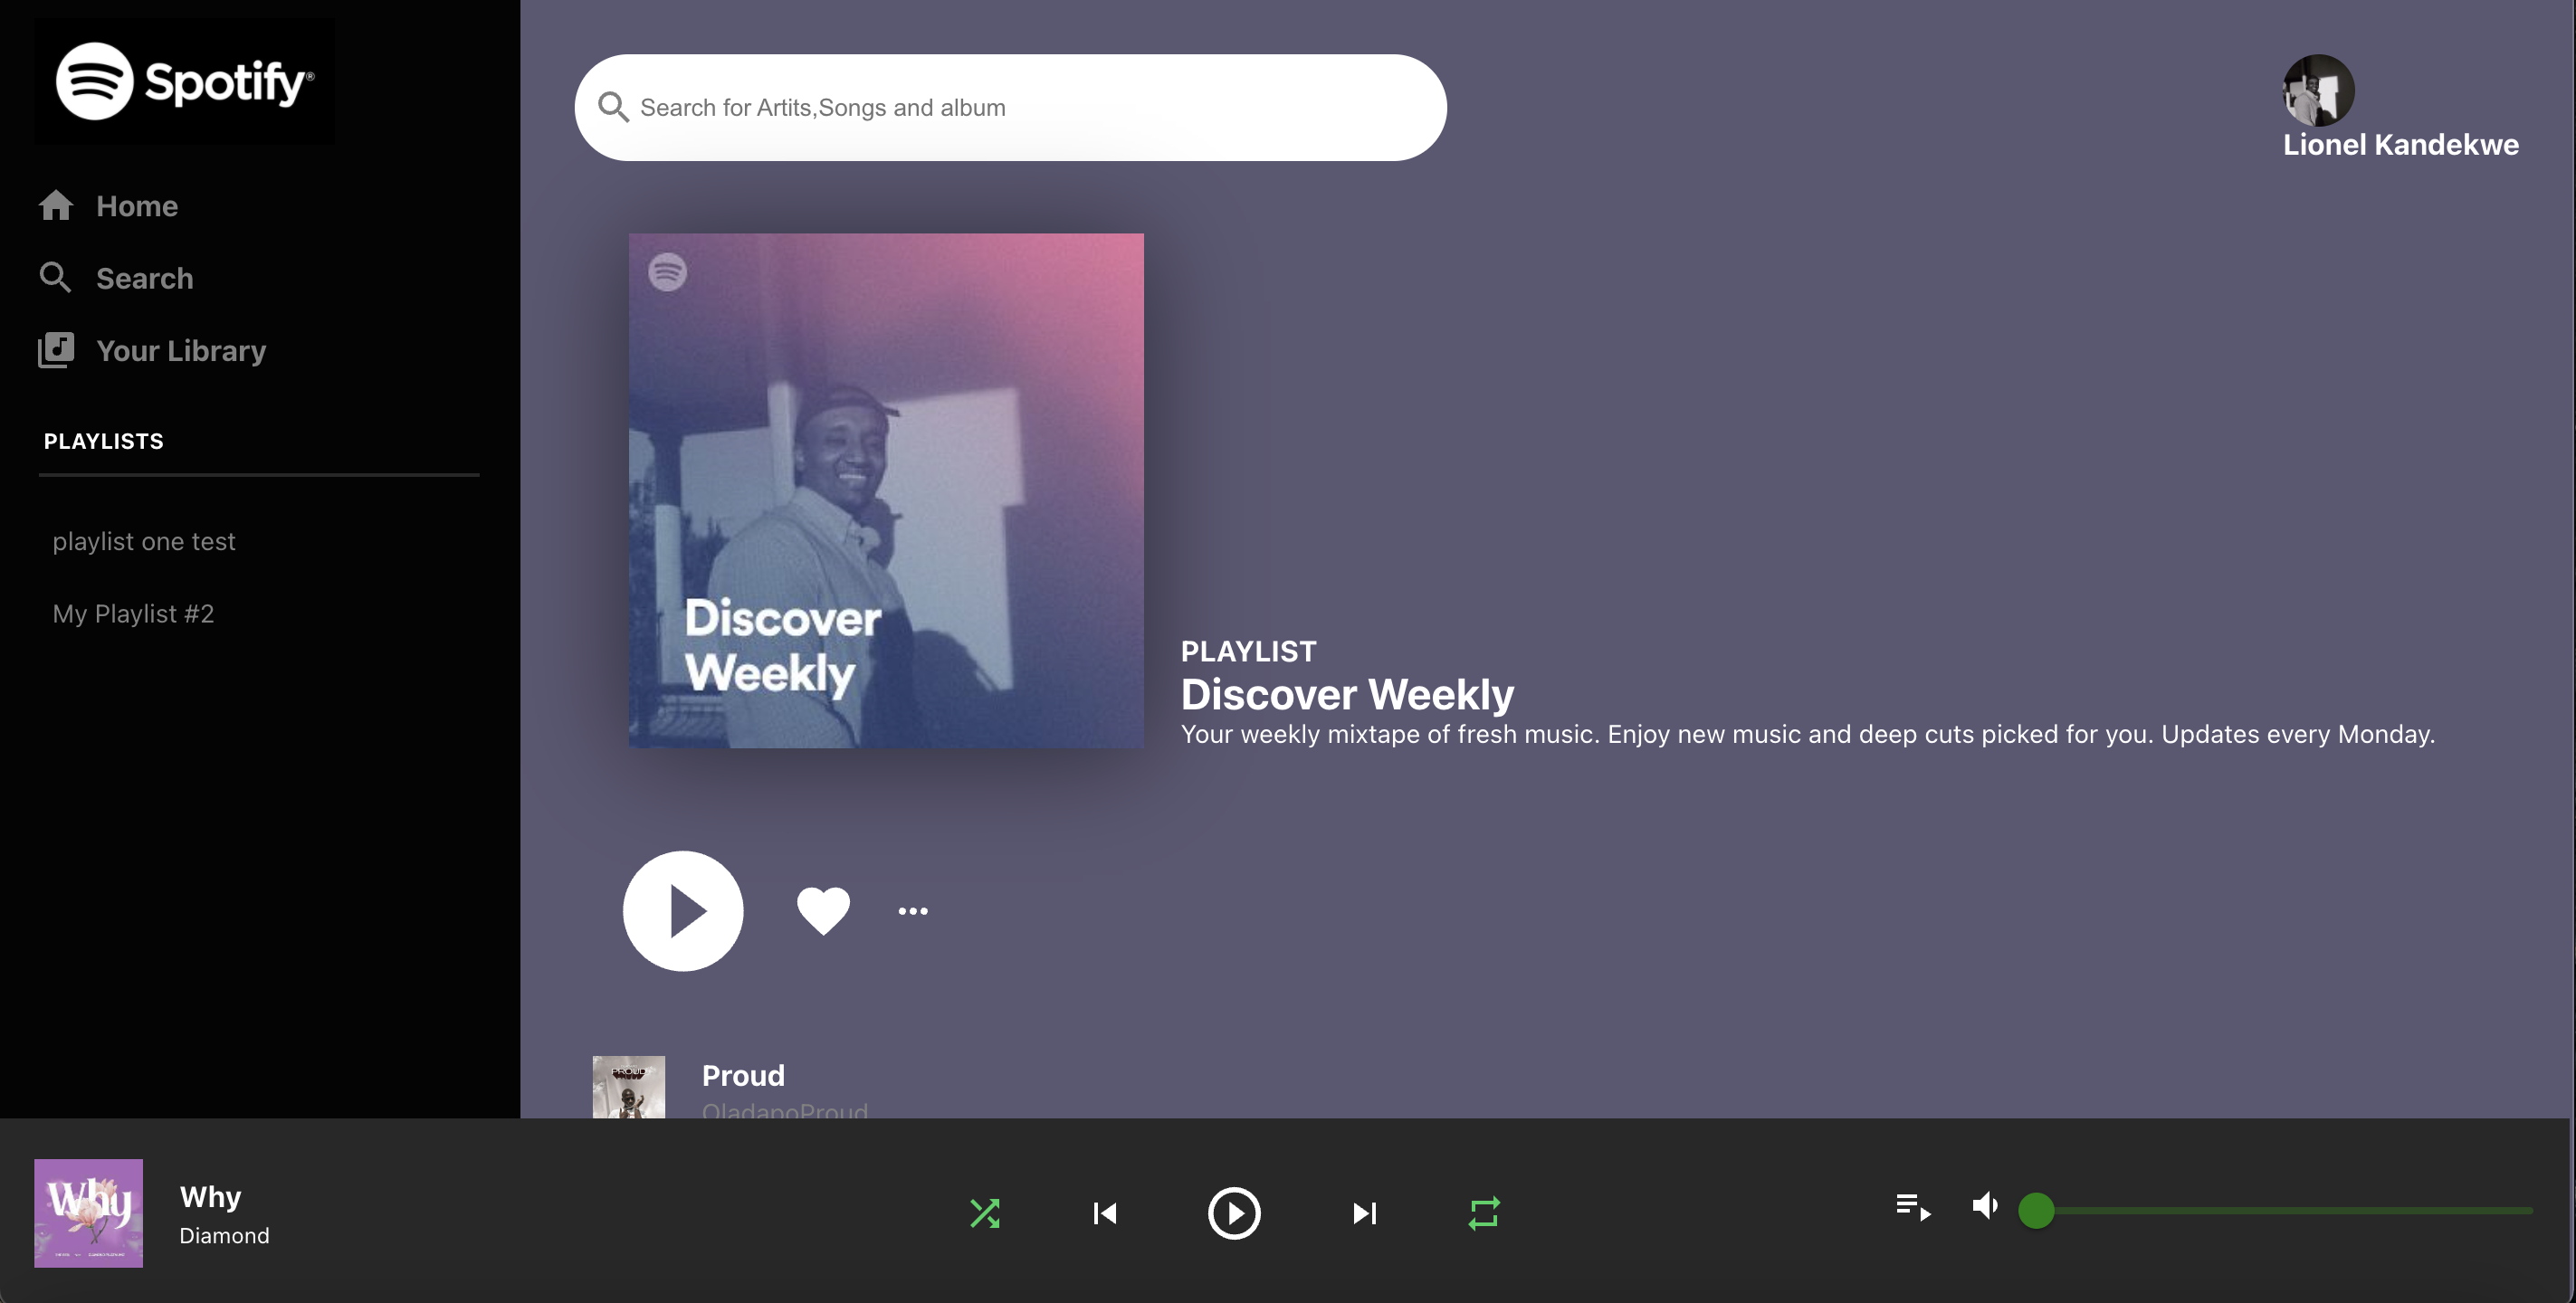 Spotify®
Home
Search
Your Library
PLAYLISTS
playlist one test
My Playlist #2
Search for Artits,Songs and album
Lionel Kandekwe
Discover
Weekly
PLAYLIST
Discover Weekly
Your weekly mixtape of fresh music. Enjoy new music and deep cuts picked for you. Updates every Monday.
PROUD
Proud
OladapoProud
Why
Why
Diamond